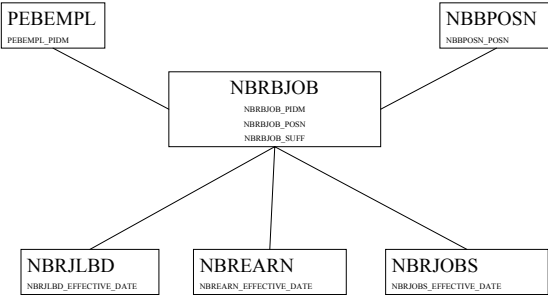 PEBEMPL
PEBEMPL_PIDM
NBBPOSN
NBBPOSN_POSN
NBRBJOB
NBRBJOB_PIDM
NBRBJOB_POSN
NBRBJOB_SUFF
NBRJLBD
NBRJLBD_EFFECTIVE_DATE
NBREARN
NBREARN_EFFECTIVE_DATE
NBRJOBS
NBRJOBS_EFFECTIVE_DATE